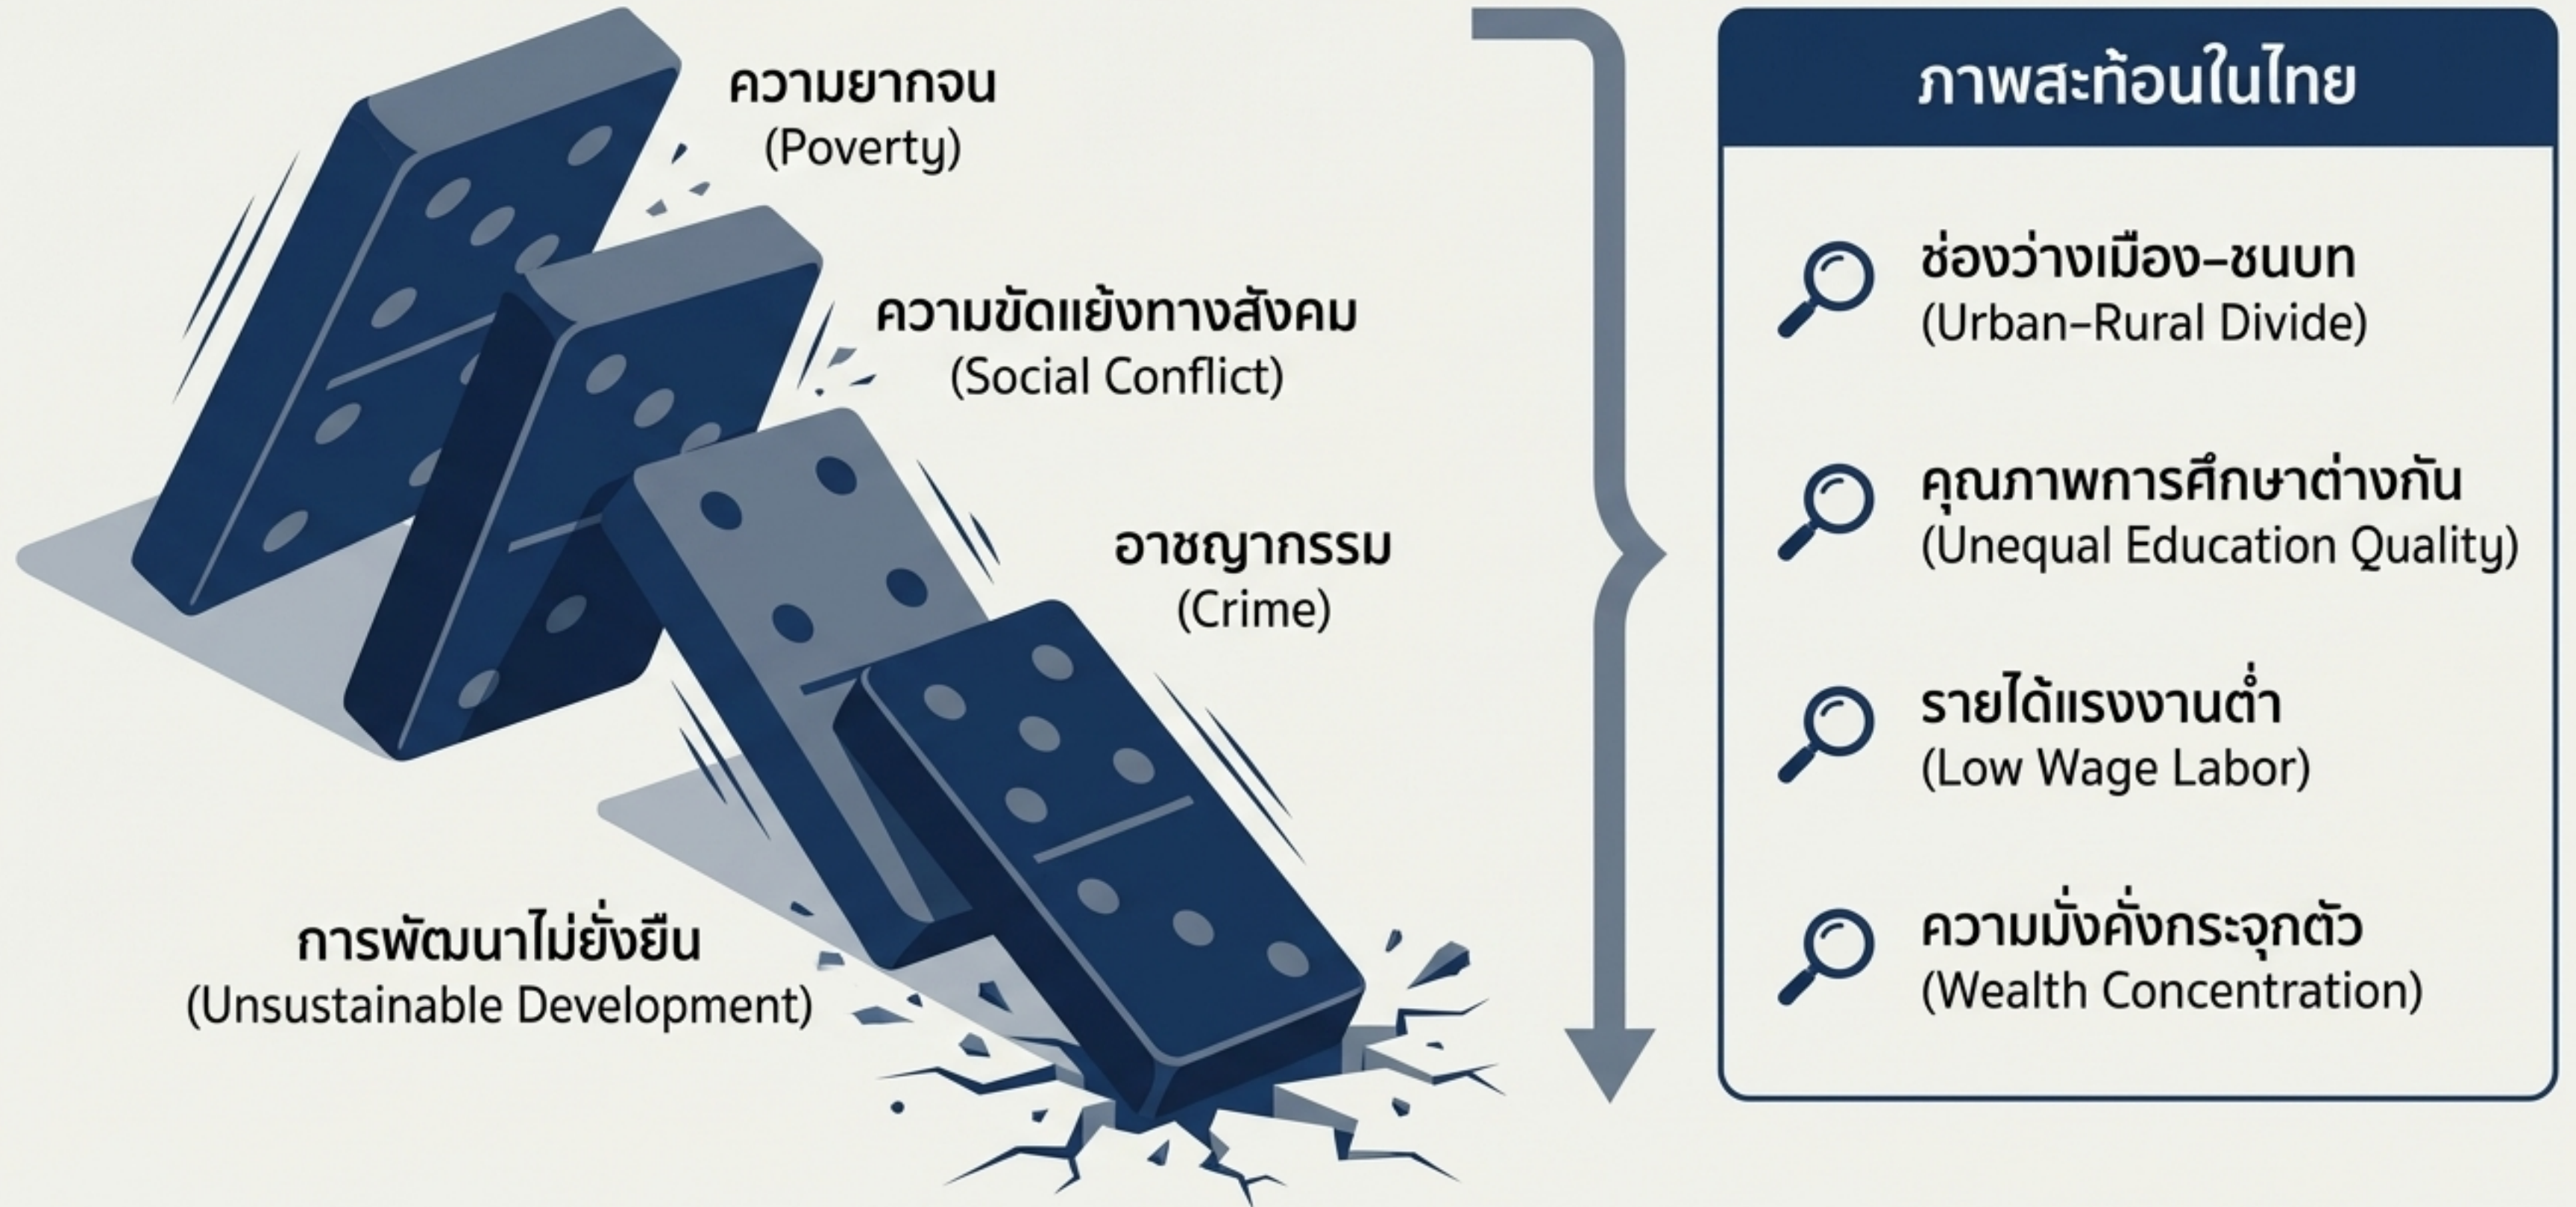 ความยากจน
(Poverty)
ความขัดแย้งทางสังคม
(Social Conflict)
อาชญากรรม
(Crime)
การพัฒนาไม่ยั่งยืน
(Unsustainable Development)
ภาพสะท้อนในไทย
ช่องว่างเมือง–ชนบท
(Urban–Rural Divide)
คุณภาพการศึกษาต่างกัน
(Unequal Education Quality)
รายได้แรงงานต่ำ
(Low Wage Labor)
ความมั่งคั่งกระจุกตัว
(Wealth Concentration)